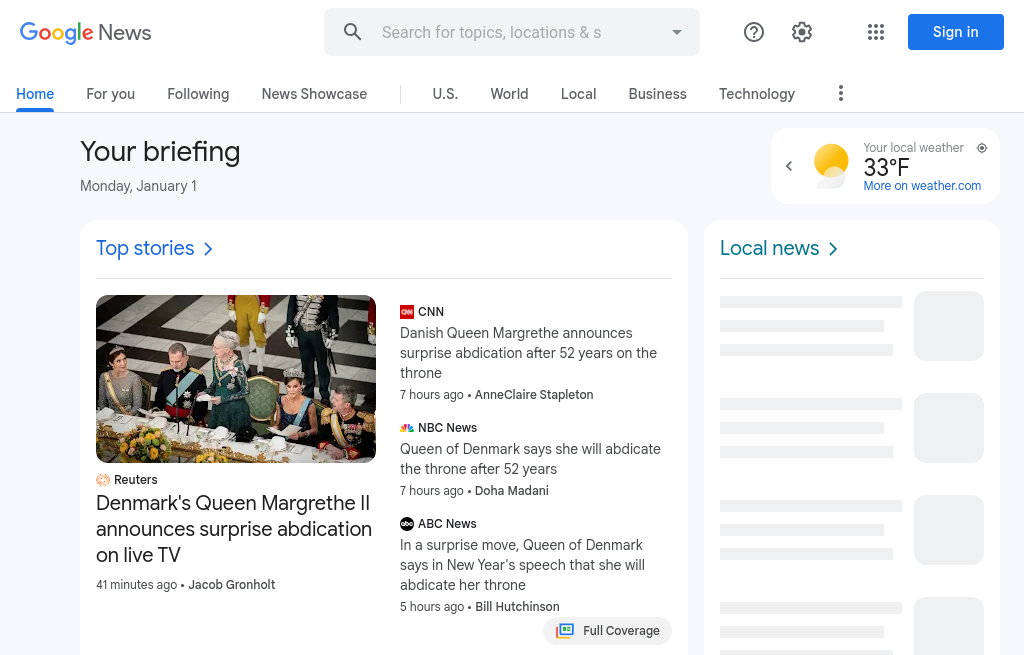 Google News
Search for topics, locations & s
Sign in
Home
For you
Following
News Showcase
U.S.
World
Local
Business
Technology
Your briefing
Monday, January 1
Your local weather
33°F
More on weather.com
Top stories
Reuters
Denmark's Queen Margrethe II
announces surprise abdication
on live TV
41 minutes ago • Jacob Gronholt
CNN
CNN
Danish Queen Margrethe announces
surprise abdication after 52 years on the
throne
7 hours ago • AnneClaire Stapleton
NBC News
Queen of Denmark says she will abdicate
the throne after 52 years
7 hours ago • Doha Madani
abc
ABC News
In a surprise move, Queen of Denmark
says in New Year's speech that she will
abdicate her throne
5 hours ago • Bill Hutchinson
Full Coverage
Local news